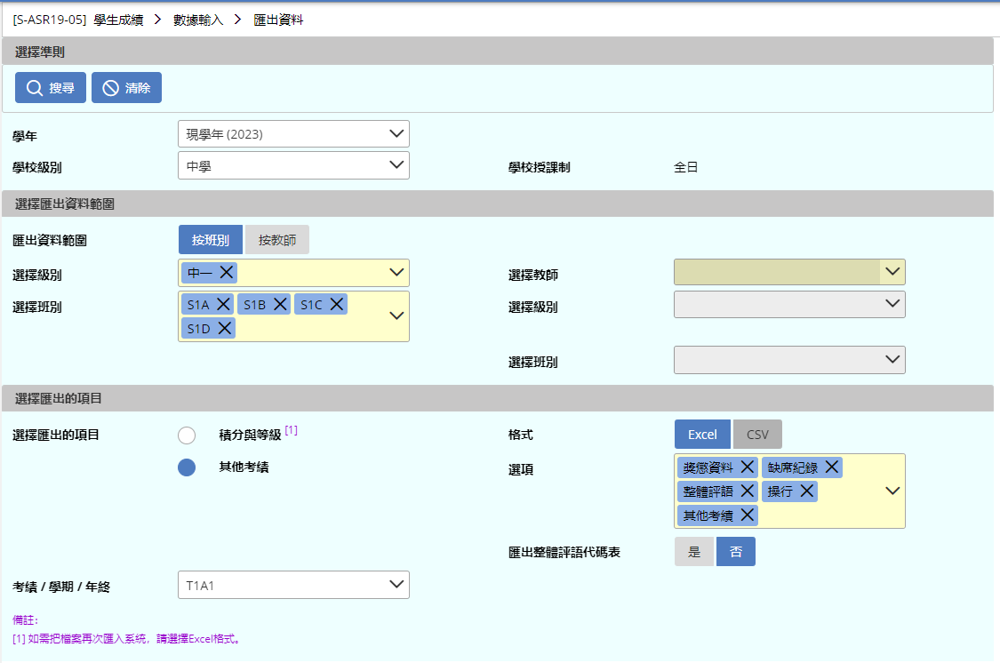 [S-ASR19-05] 學生成績 > 數據輸入 > 匯出資料
選擇準則
搜尋 清除
學年 現學年 (2023)
學校級別 中學 學校授課制 全日
選擇匯出資料範圍
匯出資料範圍 按班別 按教師
選擇級別 中一 選擇教師
選擇班別 S1A S1B S1C 選擇級別
S1D
選擇班別
選擇匯出的項目
選擇匯出的項目 積分與等級 [1] 格式 Excel CSV
其他考績 選項 獎懲資料 缺席紀錄
整體評語 操行
其他考績
匯出整體評語代碼表 是 否
考績 / 學期 / 年終 T1A1
備註:
[1] 如需把檔案再次匯入系統，請選擇Excel格式。